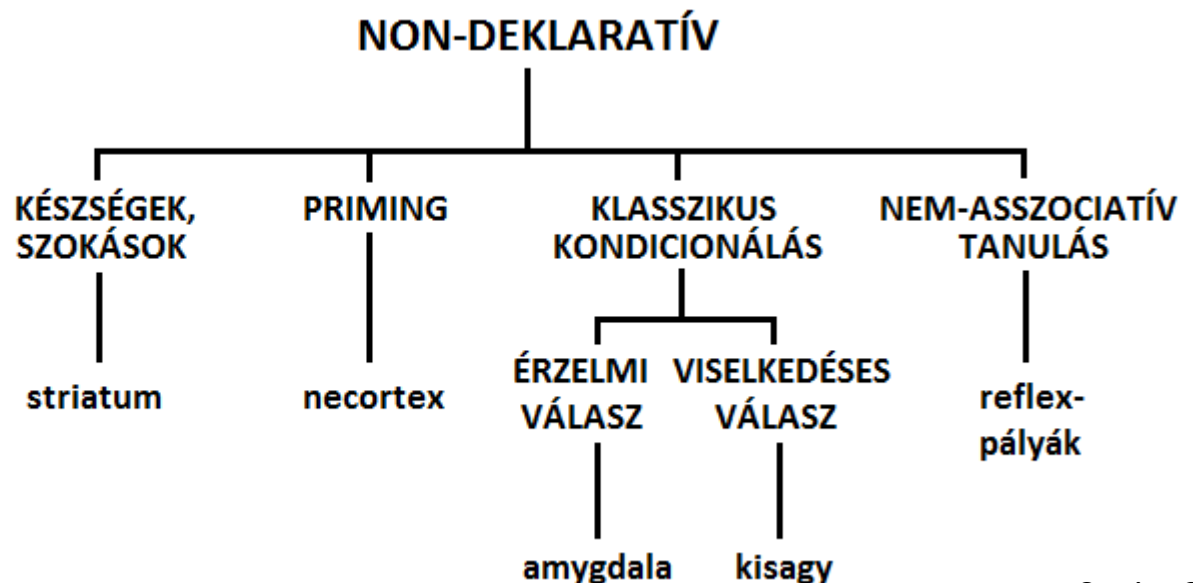 NON-DEKLARATÍV
KÉSZSÉGEK,
SZOKÁSOK
PRIMING
KLASSZIKUS
KONDICIONÁLÁS
NEM-ASSZOCIATÍV
TANULÁS
striatum
necortex
ÉRZELMI
VÁLASZ
VISELKEDÉSES
VÁLASZ
reflex-
pályák
amygdala
kisagy